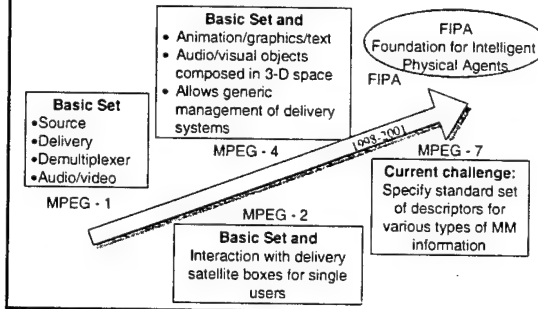 Basic Set
•Source
•Delivery
•Demultiplexer
•Audio/video
MPEG - 1
Basic Set and
• Animation/graphics/text
• Audio/visual objects
composed in 3-D space
• Allows generic
management of delivery
systems
MPEG - 4
MPEG - 2
Basic Set and
Interaction with delivery
satellite boxes for single
users
FIPA
Foundation for Intelligent
Physical Agents
FIPA
1998-2001
MPEG - 7
Current challenge:
Specify standard set
of descriptors for
various types of MM
information